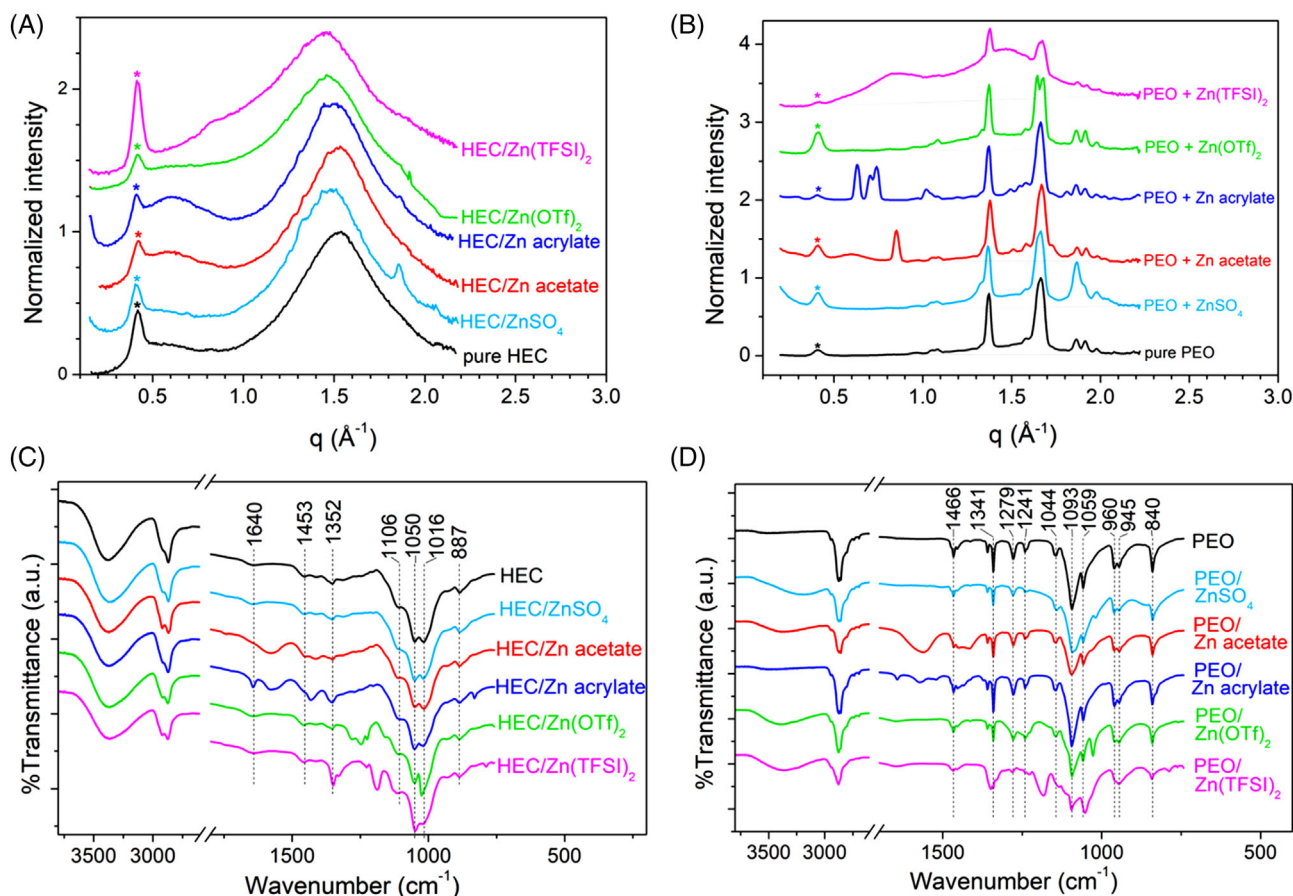 (A)
Normalized intensity
2
1
0
*
*
*
*
*
*
HEC/Zn(TFSI)2
HEC/Zn(OTf)2
HEC/Zn acrylate
HEC/Zn acetate
HEC/ZnSO4
pure HEC
0.5 1.0 1.5 2.0 2.5 3.0
q (Å-1)
(B)
Normalized intensity
4
3
2
1
0
*
*
*
*
*
*
PEO + Zn(TFSI)2
PEO + Zn(OTf)2
PEO + Zn acrylate
PEO + Zn acetate
PEO + ZnSO4
pure PEO
0.5 1.0 1.5 2.0 2.5 3.0
q (Å-1)
(C)
%Transmittance (a.u.)
1640
1453
1352
1106
1050
1016
887
HEC
HEC/ZnSO4
HEC/Zn acetate
HEC/Zn acrylate
HEC/Zn(OTf)2
HEC/Zn(TFSI)2
3500 3000 1500 1000 500
Wavenumber (cm-1)
(D)
%Transmittance (a.u.)
1466
1341
1279
1241
1044
1093
1059
960
945
840
PEO
PEO/
ZnSO4
PEO/
Zn acetate
PEO/
Zn acrylate
PEO/
Zn(OTf)2
PEO/
Zn(TFSI)2
3500 3000 1500 1000 500
Wavenumber (cm-1)